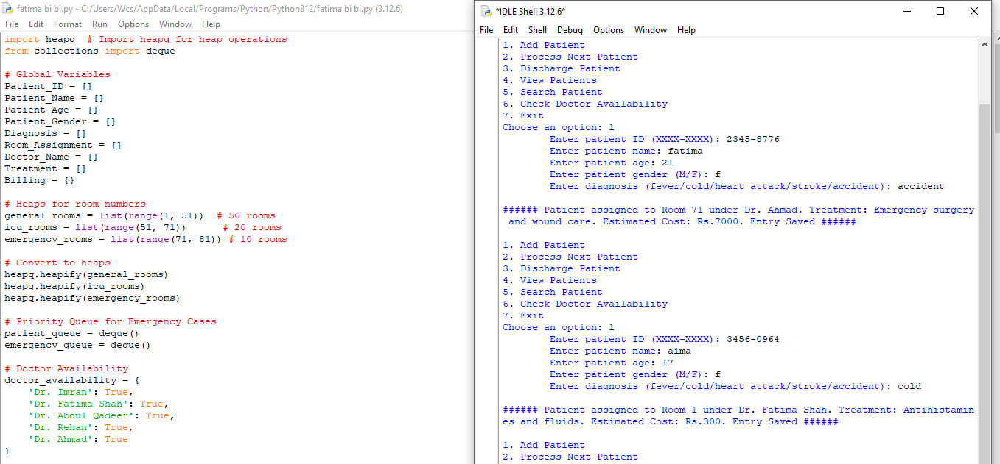 fatima bi bi.py - C:/Users/Wcs/AppData/Local/Programs/Python/Python312/fatima bi bi.py (3.12.6)
File Edit Format Run Options Window Help
import heapq  # Import heapq for heap operations
from collections import deque
# Global Variables
Patient_ID = []
Patient_Name = []
Patient_Age = []
Patient_Gender = []
Diagnosis = []
Room_Assignment = []
Doctor_Name = []
Treatment = []
Billing = {}
# Heaps for room numbers
general_rooms = list(range(1, 51))  # 50 rooms
icu_rooms = list(range(51, 71))      # 20 rooms
emergency_rooms = list(range(71, 81)) # 10 rooms
# Convert to heaps
heapq.heapify(general_rooms)
heapq.heapify(icu_rooms)
heapq.heapify(emergency_rooms)
# Priority Queue for Emergency Cases
patient_queue = deque()
emergency_queue = deque()
# Doctor Availability
doctor_availability = {
    'Dr. Imran': True,
    'Dr. Fatima Shah': True,
    'Dr. Abdul Qadeer': True,
    'Dr. Rehan': True,
    'Dr. Ahmad': True
}
*IDLE Shell 3.12.6*
File Edit Shell Debug Options Window Help
1. Add Patient
2. Process Next Patient
3. Discharge Patient
4. View Patients
5. Search Patient
6. Check Doctor Availability
7. Exit
Choose an option: 1
        Enter patient ID (XXXX-XXXX): 2345-8776
        Enter patient name: fatima
        Enter patient age: 21
        Enter patient gender (M/F): f
        Enter diagnosis (fever/cold/heart attack/stroke/accident): accident
###### Patient assigned to Room 71 under Dr. Ahmad. Treatment: Emergency surgery
 and wound care. Estimated Cost: Rs.7000. Entry Saved ######
1. Add Patient
2. Process Next Patient
3. Discharge Patient
4. View Patients
5. Search Patient
6. Check Doctor Availability
7. Exit
Choose an option: 1
        Enter patient ID (XXXX-XXXX): 3456-0964
        Enter patient name: aima
        Enter patient age: 17
        Enter patient gender (M/F): f
        Enter diagnosis (fever/cold/heart attack/stroke/accident): cold
###### Patient assigned to Room 1 under Dr. Fatima Shah. Treatment: Antihistamin
es and fluids. Estimated Cost: Rs.300. Entry Saved ######
1. Add Patient
2. Process Next Patient